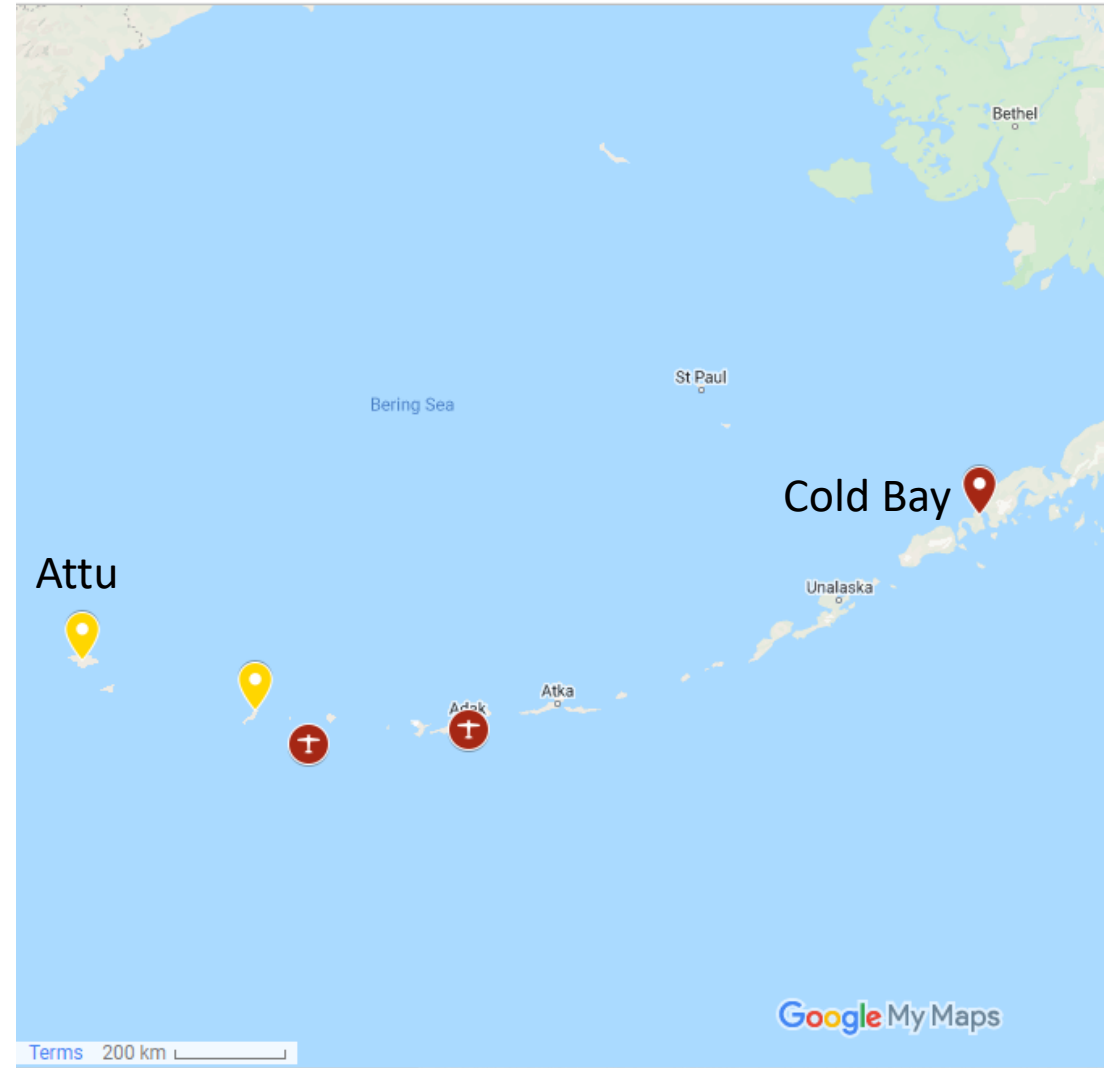 Bethel
St Paul
Bering Sea
Cold Bay
Attu
Unalaska
Atka
Adak
Google My Maps
Terms 200 km